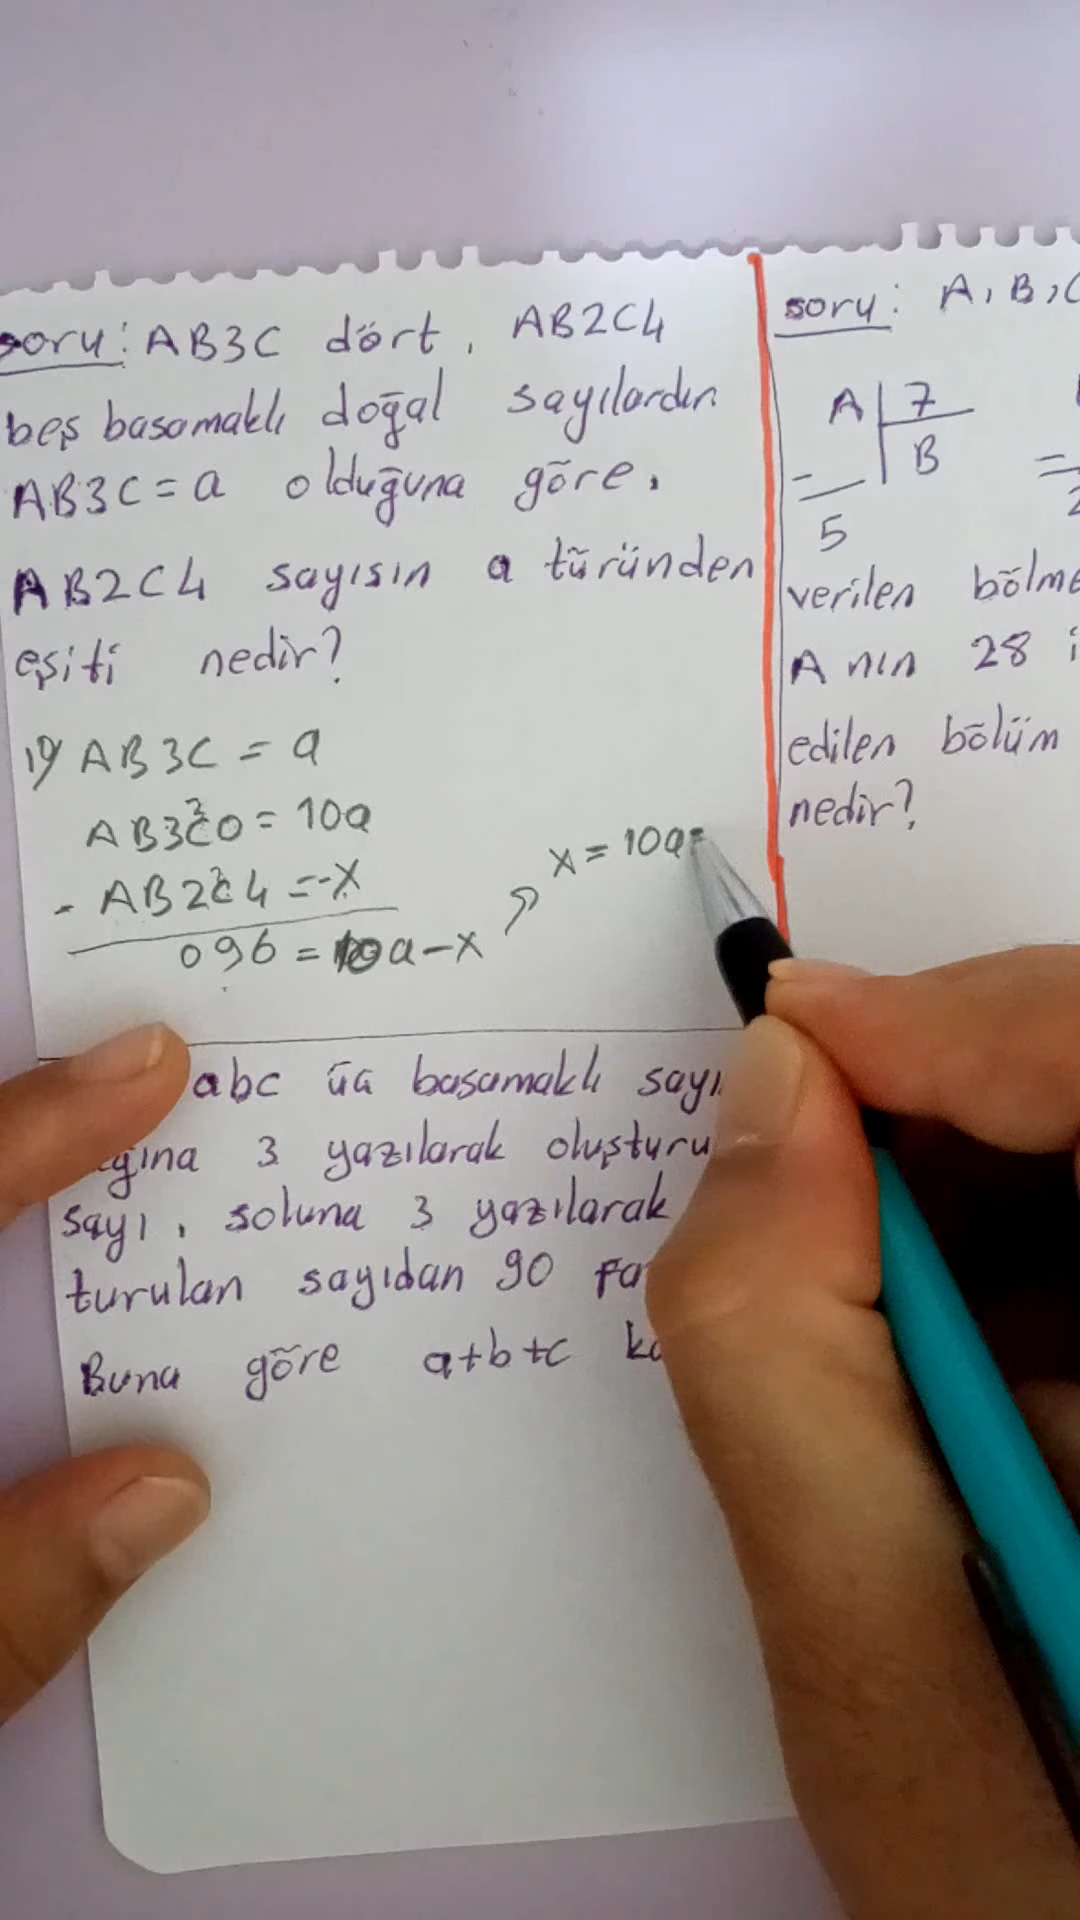 soru: AB3C dört, AB2C4
beş basamaklı doğal sayılardır.
AB3C=a olduğuna göre,
AB2C4 sayısın a türünden
eşiti nedir?
AB3C = a
AB3C0 = 10a
- AB2C4 = -x
096 = 10a-x
x = 10a-
abc üç basamaklı sayı
3 yazılarak oluşturu
sayı, soluna 3 yazılarak
turulan sayıdan 90 fa
Buna göre a+b+c ka
soru: A, B, C
A 7
B
5
verilen bölme
A nın 28 i
edilen bölüm
nedir?